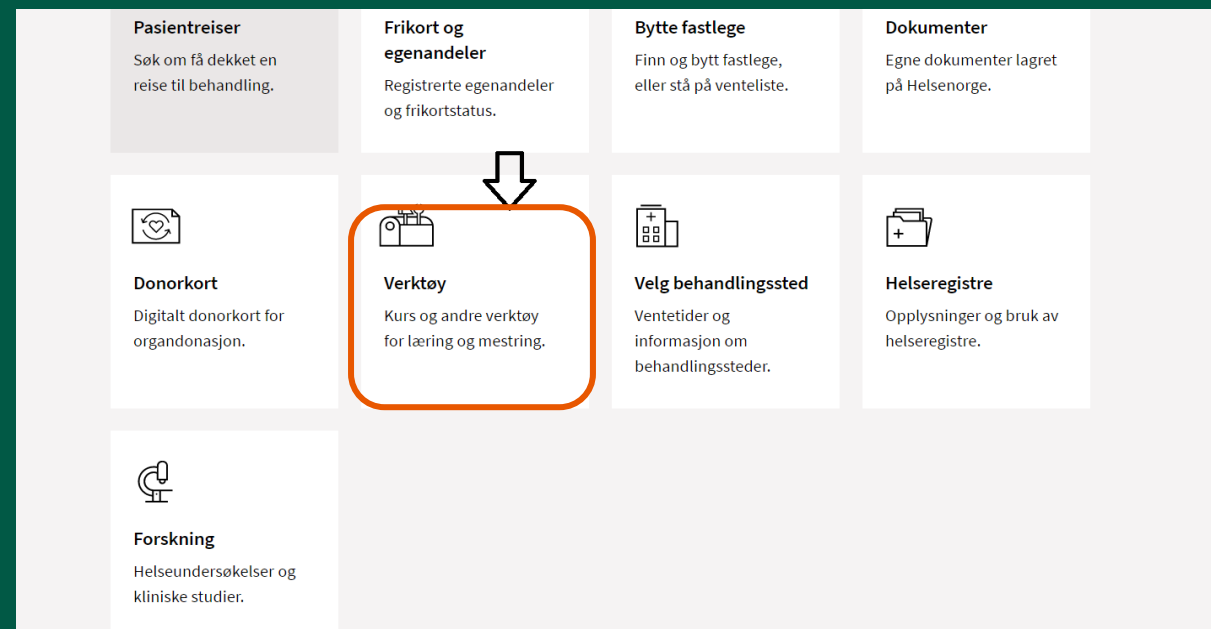 Pasientreiser
Søk om få dekket en
reise til behandling.
Frikort og
egenandeler
Registrerte egenandeler
og frikortstatus.
Bytte fastlege
Finn og bytt fastlege,
eller stå på venteliste.
Dokumenter
Egne dokumenter lagret
på Helsenorge.
Donorkort
Digitalt donorkort for
organdonasjon.
Verktøy
Kurs og andre verktøy
for læring og mestring.
Velg behandlingssted
Ventetider og
informasjon om
behandlingssteder.
Helseregistre
Opplysninger og bruk av
helseregistre.
Forskning
Helseundersøkelser og
kliniske studier.